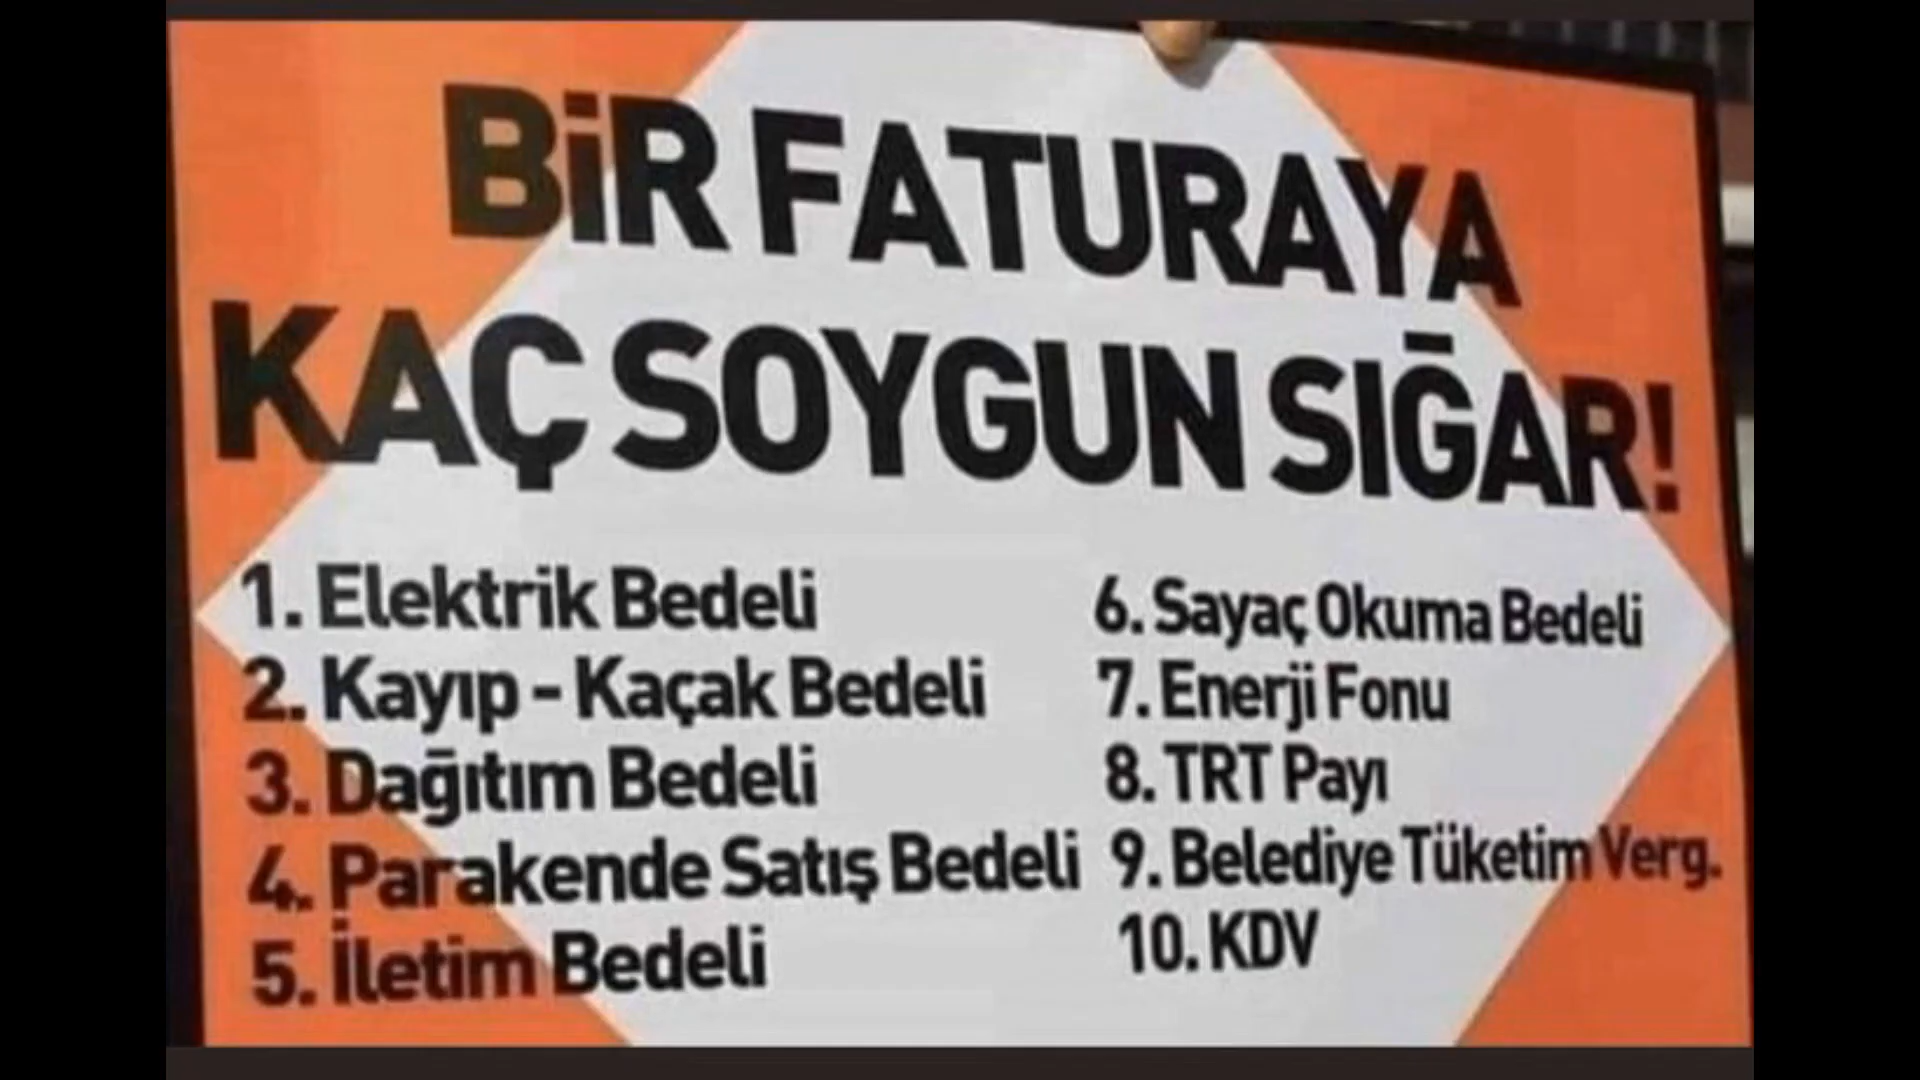 BİR FATURAYA
KAÇ SOYGUN SIĞAR!
1. Elektrik Bedeli
2. Kayıp - Kaçak Bedeli
3. Dağıtım Bedeli
4. Parakende Satış Bedeli
5. İletim Bedeli
6. Sayaç Okuma Bedeli
7. Enerji Fonu
8. TRT Payı
9. Belediye Tüketim Verg.
10. KDV